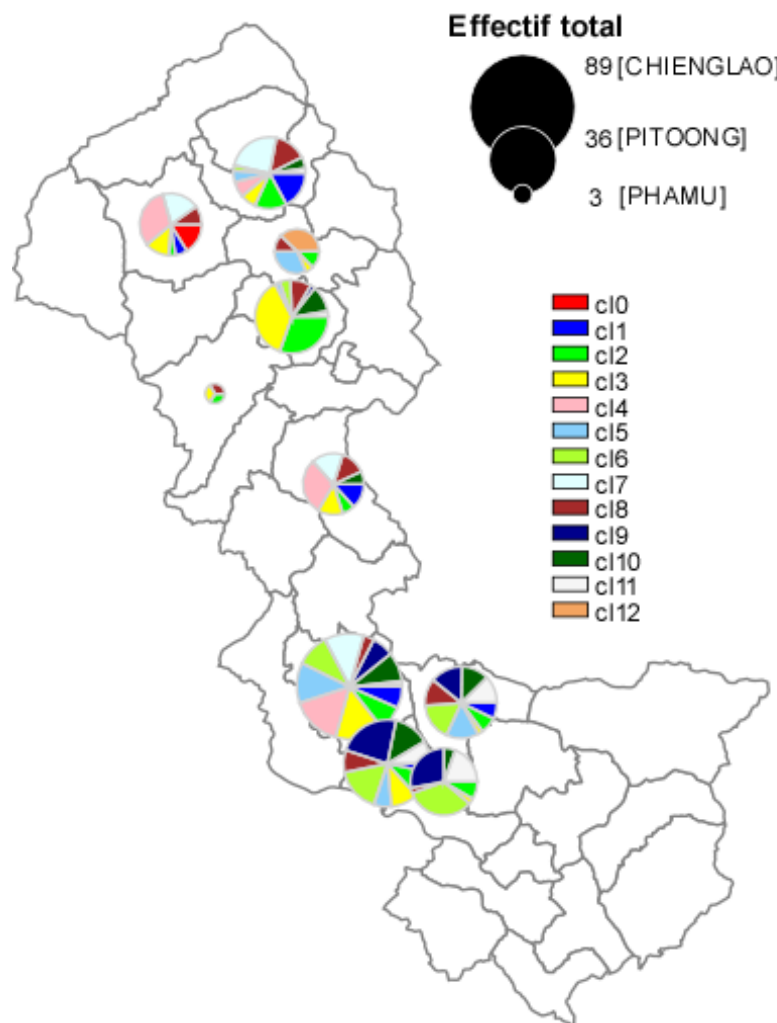 Effectif total
89 [CHIENGLAO]
36 [PITOONG]
3 [PHAMU]
cl0
cl1
cl2
cl3
cl4
cl5
cl6
cl7
cl8
cl9
cl10
cl11
cl12